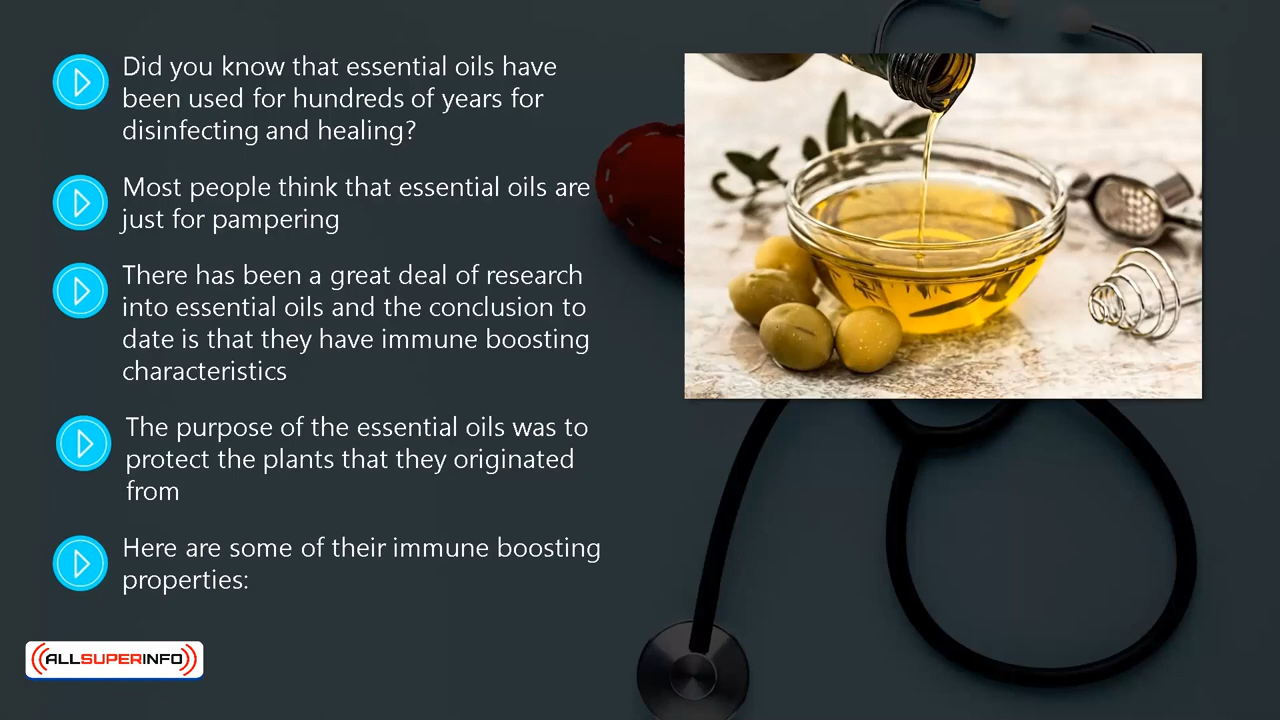 Did you know that essential oils have
been used for hundreds of years for
disinfecting and healing?
Most people think that essential oils are
just for pampering
There has been a great deal of research
into essential oils and the conclusion to
date is that they have immune boosting
characteristics
The purpose of the essential oils was to
protect the plants that they originated
from
Here are some of their immune boosting
properties:
ALLSUPERINFO